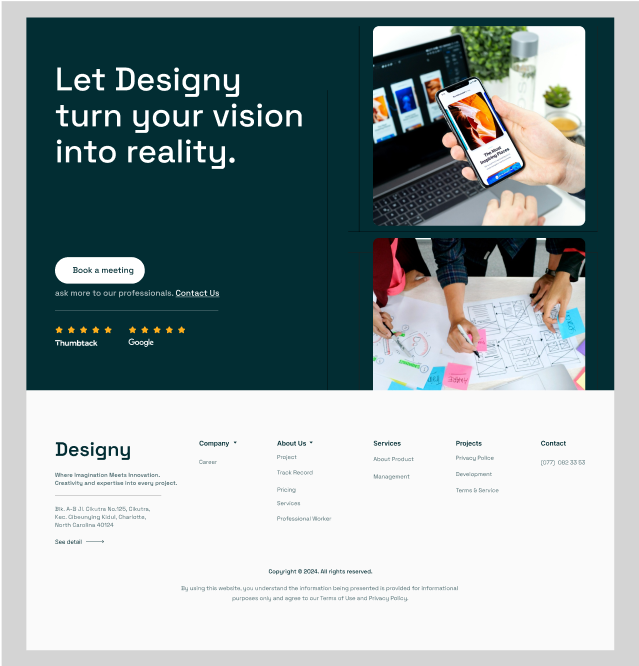 Let Designy
turn your vision
into reality.
The Most
Inspiring Places
Book a meeting
ask more to our professionals. Contact Us
Thumbtack
Google
Designy
Where Imagination Meets Innovation.
Creativity and expertise into every project.
Blk. A-B Jl. Cikutra No.125, Cikutra,
Kec. Cibeunying Kidul, Charlotte,
North Carolina 40124
See detail
Company
Career
About Us
Project
Track Record
Pricing
Services
Professional Worker
Services
About Product
Management
Projects
Privacy Police
Development
Terms & Service
Contact
(077) 082 33 53
Copyright © 2024. All rights reserved.
By using this website, you understand the information being presented is provided for informational
purposes only and agree to our Terms of Use and Privacy Policy.